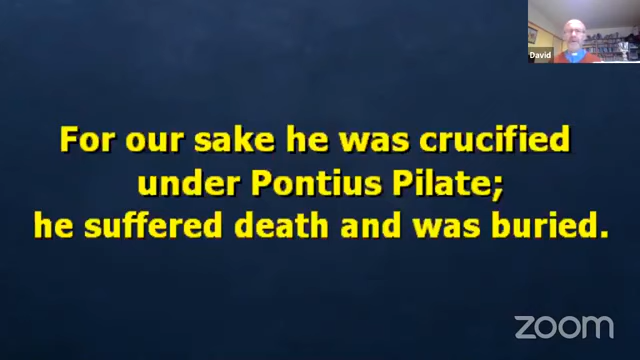 David
For our sake he was crucified
under Pontius Pilate;
he suffered death and was buried.
zoom